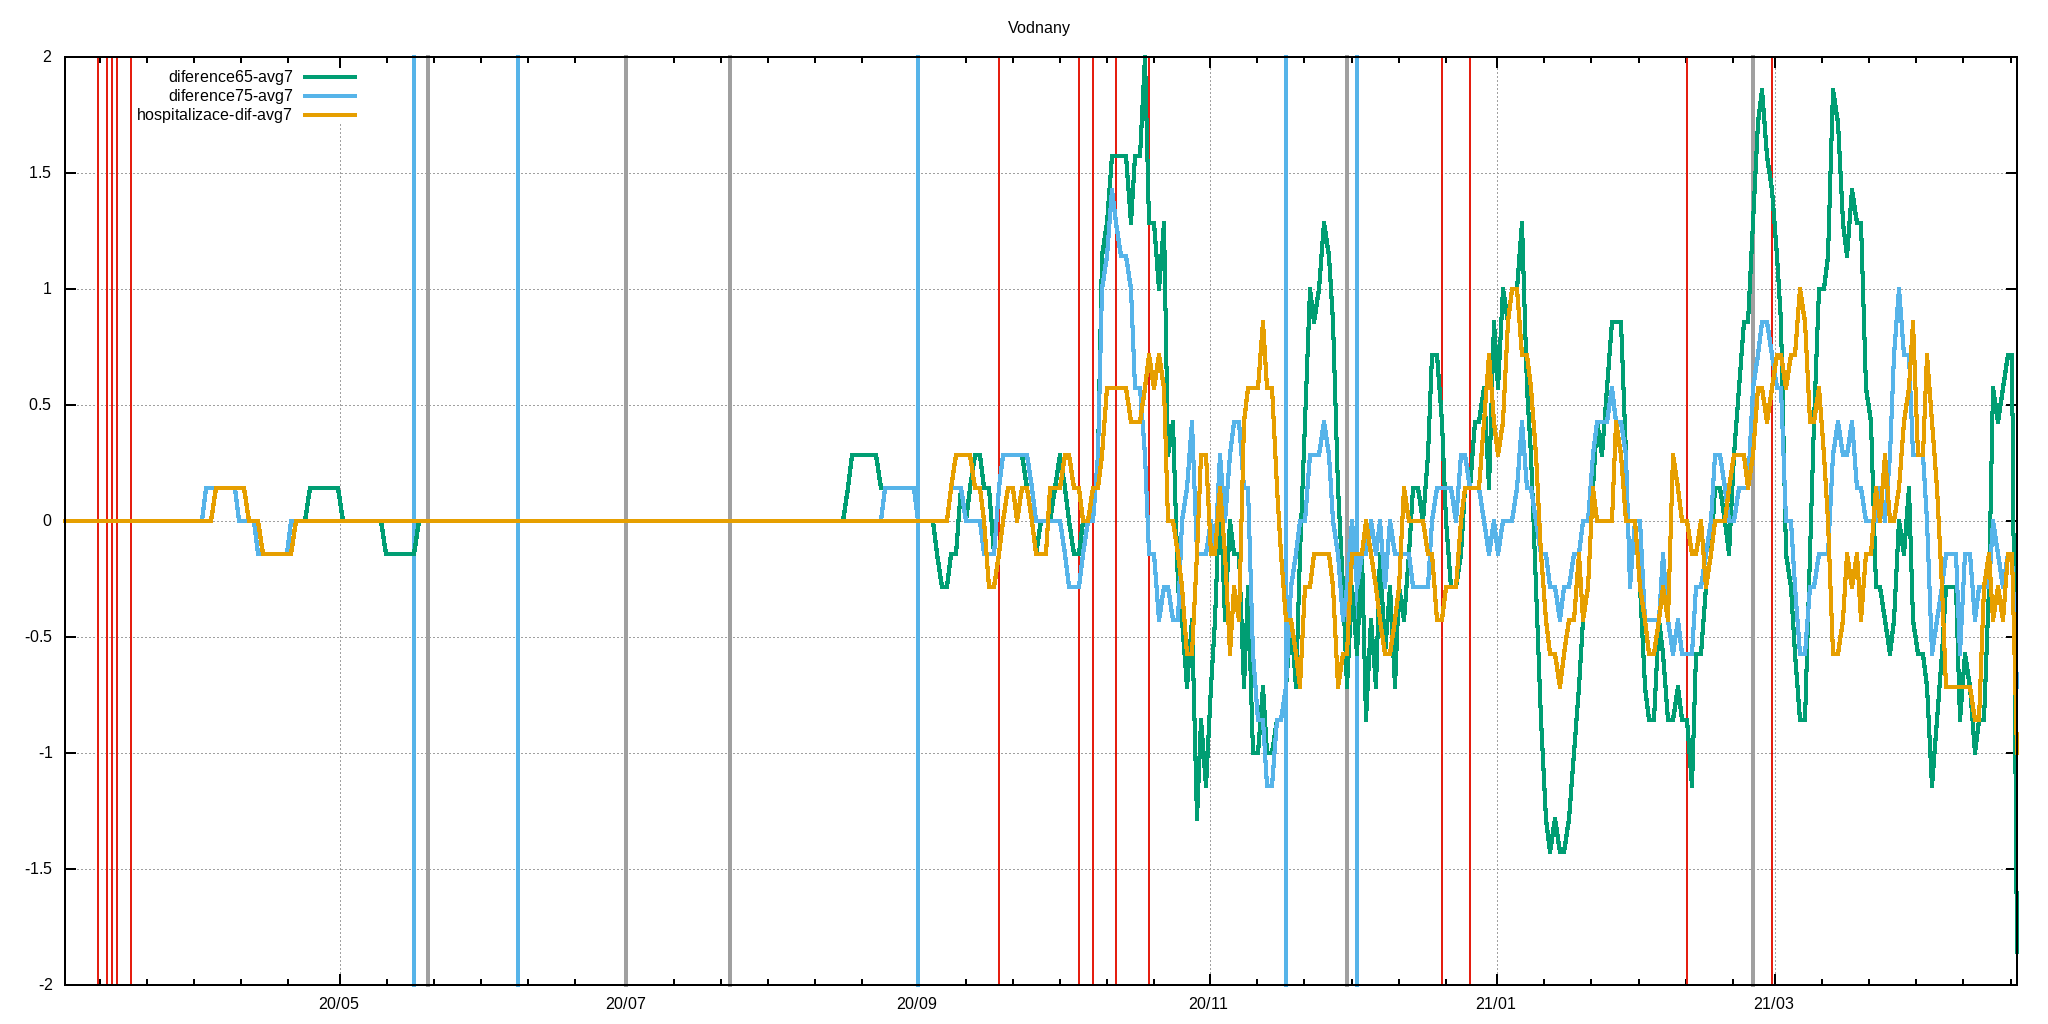 Vodnany
diference65-avg7
diference75-avg7
hospitalizace-dif-avg7
2
1.5
1
0.5
0
-0.5
-1
-1.5
-2
20/05 20/07 20/09 20/11 21/01 21/03